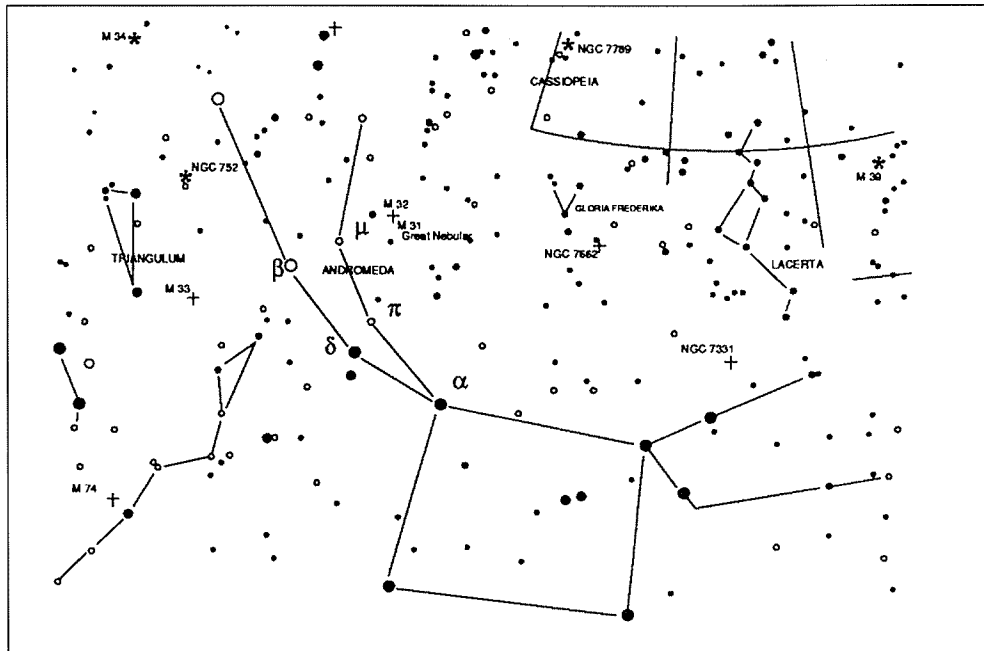 M 34
NGC 7789
CASSIOPEIA
NGC 752
M 39
M 32
GLORIA FREDERIKA
μ
M 31
Great Nebular
NGC 7662
TRIANGULUM
β
ANDROMEDA
LACERTA
M 33
π
δ
NGC 7331
α
M 74